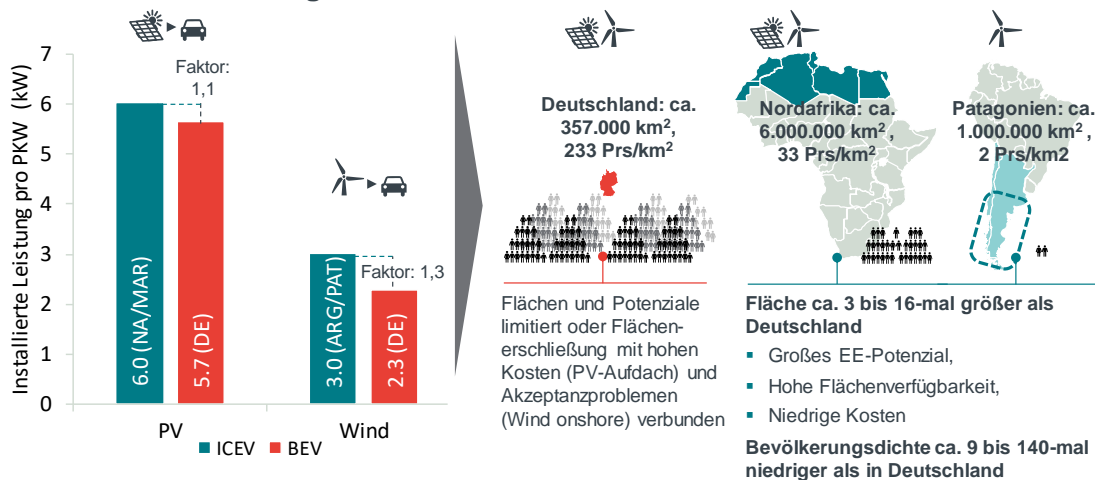 Installierte Leistung pro PKW (kW)
7
6
5
4
3
2
1
0
Faktor:
1,1
6.0 (NA/MAR)
5.7 (DE)
Faktor: 1,3
3.0 (ARG/PAT)
2.3 (DE)
PV
Wind
ICEV
BEV
Deutschland: ca.
357.000 km²,
233 Prs/km²
Flächen und Potenziale
limitiert oder Flächen-
erschließung mit hohen
Kosten (PV-Aufdach) und
Akzeptanzproblemen
(Wind onshore) verbunden
Nordafrika: ca.
6.000.000 km² ,
33 Prs/km²
Patagonien: ca.
1.000.000 km² ,
2 Prs/km2
Fläche ca. 3 bis 16-mal größer als
Deutschland
▪ Großes EE-Potenzial,
▪ Hohe Flächenverfügbarkeit,
▪ Niedrige Kosten
Bevölkerungsdichte ca. 9 bis 140-mal
niedriger als in Deutschland